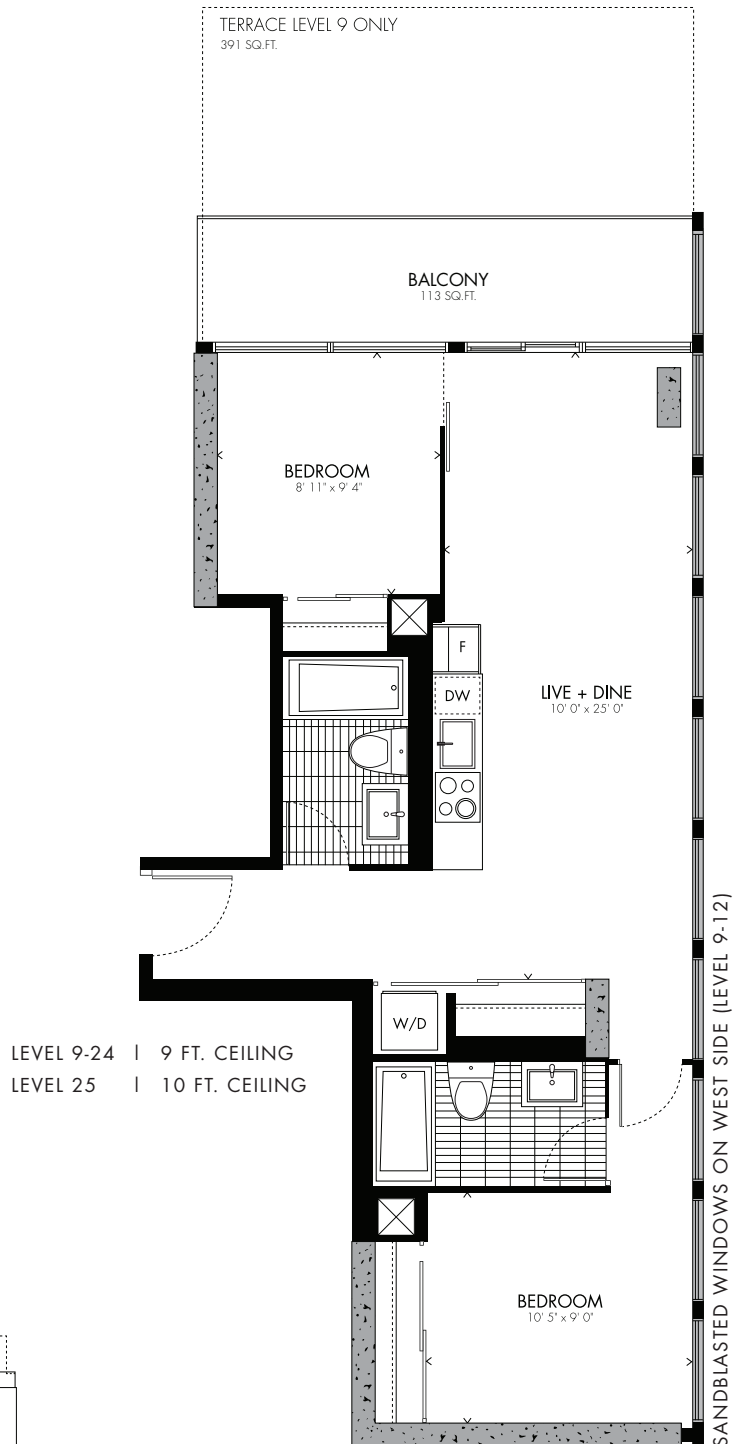 TERRACE LEVEL 9 ONLY
391 SQ.FT.
BALCONY
113 SQ.FT.
BEDROOM
8' 11" x 9' 4"
F
DW
LIVE + DINE
10' 0" x 25' 0"
W/D
LEVEL 9-24 | 9 FT. CEILING
LEVEL 25 | 10 FT. CEILING
BEDROOM
10' 5" x 9' 0"
SANDBLASTED WINDOWS ON WEST SIDE (LEVEL 9-12)